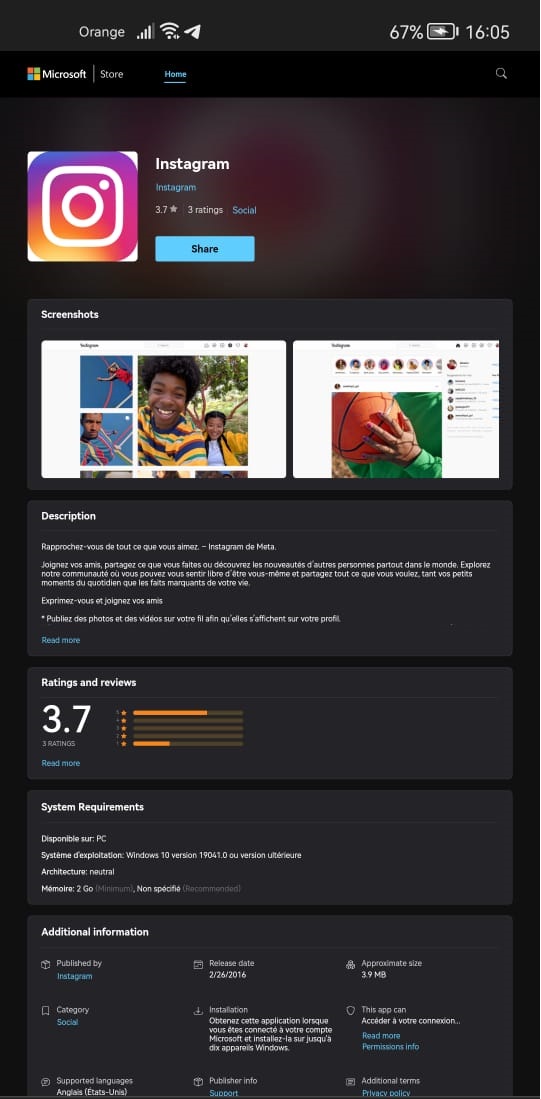 Orange 67% 16:05
Microsoft Store Home
Instagram
Instagram
3.7 3 ratings Social
Share
Screenshots
Instagram
Instagram
Description
Rapprochez-vous de tout ce que vous aimez. – Instagram de Meta.
Joignez vos amis, partagez ce que vous faites ou découvrez les nouveautés d'autres personnes partout dans le monde. Explorez
notre communauté où vous pouvez vous sentir libre d'être vous-même et partagez tout ce que vous voulez, tant vos petits
moments du quotidien que les faits marquants de votre vie.
Exprimez-vous et joignez vos amis
* Publiez des photos et des vidéos sur votre fil afin qu'elles s'affichent sur votre profil.
Read more
Ratings and reviews
3.7
3 RATINGS
5
4
3
2
1
Read more
System Requirements
Disponible sur: PC
Système d'exploitation: Windows 10 version 19041.0 ou version ultérieure
Architecture: neutral
Mémoire: 2 Go (Minimum), Non spécifié (Recommended)
Additional information
Published by
Instagram
Release date
2/26/2016
Approximate size
3.9 MB
Category
Social
Installation
Obtenez cette application lorsque
vous êtes connecté à votre compte
Microsoft et installez-la sur jusqu'à
dix appareils Windows.
This app can
Accéder à votre connexion...
Read more
Permissions info
Supported languages
Anglais (États-Unis)
Publisher info
Support
Additional terms
Privacy policy